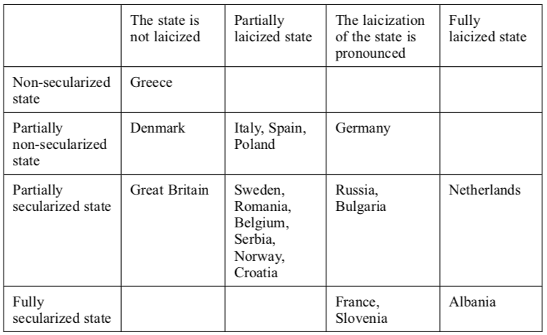 The state is
not laicized
Partially
laicized state
The laicization
of the state is
pronounced
Fully
laicized state
Non-secularized
state
Greece
Partially
non-secularized
state
Denmark
Italy, Spain,
Poland
Germany
Partially
secularized state
Great Britain
Sweden,
Romania,
Belgium,
Serbia,
Norway,
Croatia
Russia,
Bulgaria
Netherlands
Fully
secularized state
France,
Slovenia
Albania